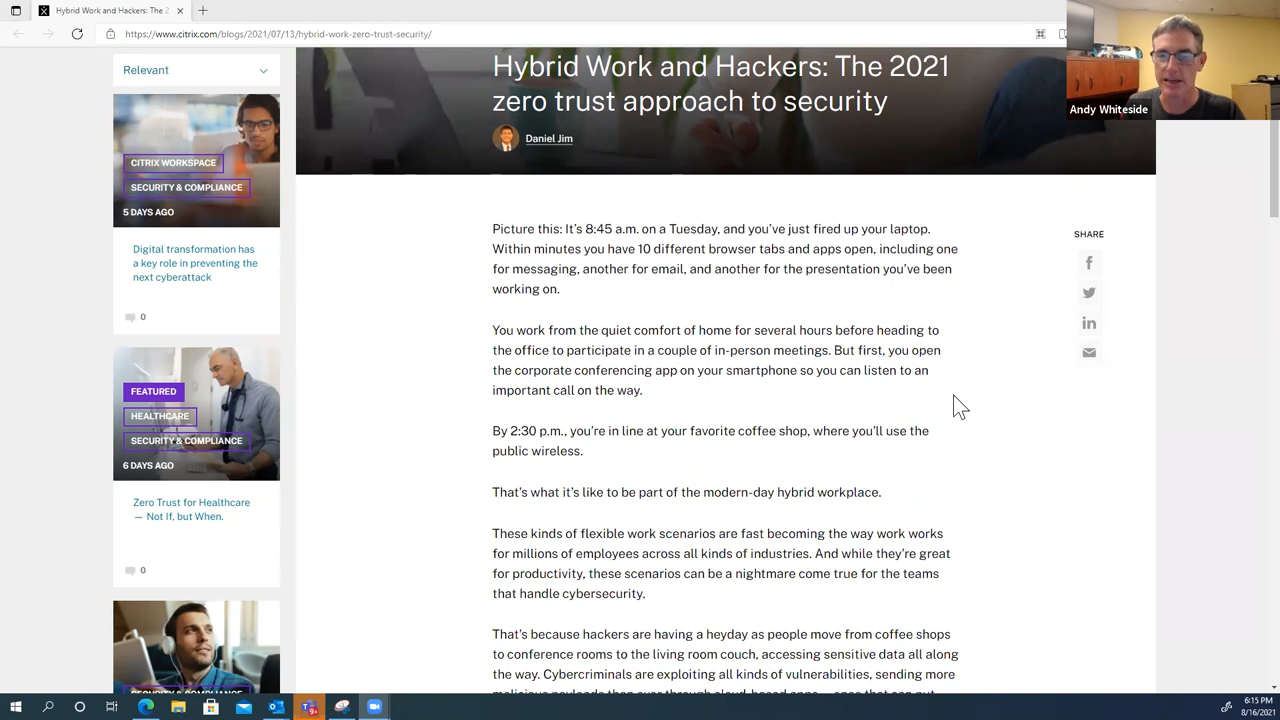 Hybrid Work and Hackers: The 2
https://www.citrix.com/blogs/2021/07/13/hybrid-work-zero-trust-security/
Andy Whiteside
Relevant
CITRIX WORKSPACE
SECURITY & COMPLIANCE
5 DAYS AGO
Digital transformation has
a key role in preventing the
next cyberattack
0
FEATURED
HEALTHCARE
SECURITY & COMPLIANCE
6 DAYS AGO
Zero Trust for Healthcare
— Not If, but When.
0
SECURITY & COMPLIANCE
Hybrid Work and Hackers: The 2021
zero trust approach to security
Daniel Jim
Picture this: It's 8:45 a.m. on a Tuesday, and you've just fired up your laptop.
Within minutes you have 10 different browser tabs and apps open, including one
for messaging, another for email, and another for the presentation you've been
working on.
You work from the quiet comfort of home for several hours before heading to
the office to participate in a couple of in-person meetings. But first, you open
the corporate conferencing app on your smartphone so you can listen to an
important call on the way.
By 2:30 p.m., you're in line at your favorite coffee shop, where you'll use the
public wireless.
That's what it's like to be part of the modern-day hybrid workplace.
These kinds of flexible work scenarios are fast becoming the way work works
for millions of employees across all kinds of industries. And while they're great
for productivity, these scenarios can be a nightmare come true for the teams
that handle cybersecurity.
That's because hackers are having a heyday as people move from coffee shops
to conference rooms to the living room couch, accessing sensitive data all along
the way. Cybercriminals are exploiting all kinds of vulnerabilities, sending more
malicious payloads than ever through cloud-based apps — ones that can put
SHARE
9+
6:15 PM
8/16/2021